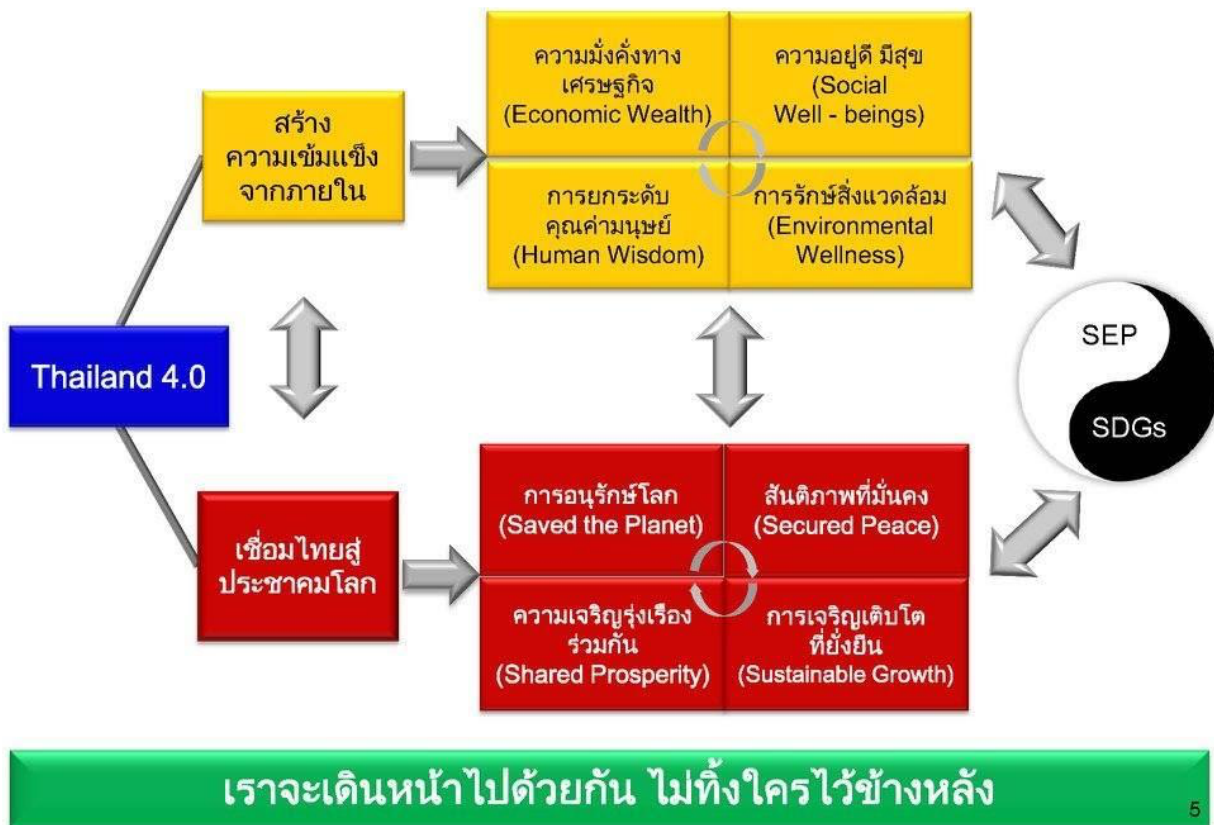 สร้าง
ความเข้มแข็ง
จากภายใน
ความมั่งคั่งทาง
เศรษฐกิจ
(Economic Wealth)
ความอยู่ดี มีสุข
(Social
Well - beings)
การยกระดับ
คุณค่ามนุษย์
(Human Wisdom)
การรักษ์สิ่งแวดล้อม
(Environmental
Wellness)
Thailand 4.0
SEP
SDGs
เชื่อมไทยสู่
ประชาคมโลก
การอนุรักษ์โลก
(Saved the Planet)
สันติภาพที่มั่นคง
(Secured Peace)
ความเจริญรุ่งเรือง
ร่วมกัน
(Shared Prosperity)
การเจริญเติบโต
ที่ยั่งยืน
(Sustainable Growth)
เราจะเดินหน้าไปด้วยกัน ไม่ทิ้งใครไว้ข้างหลัง
5